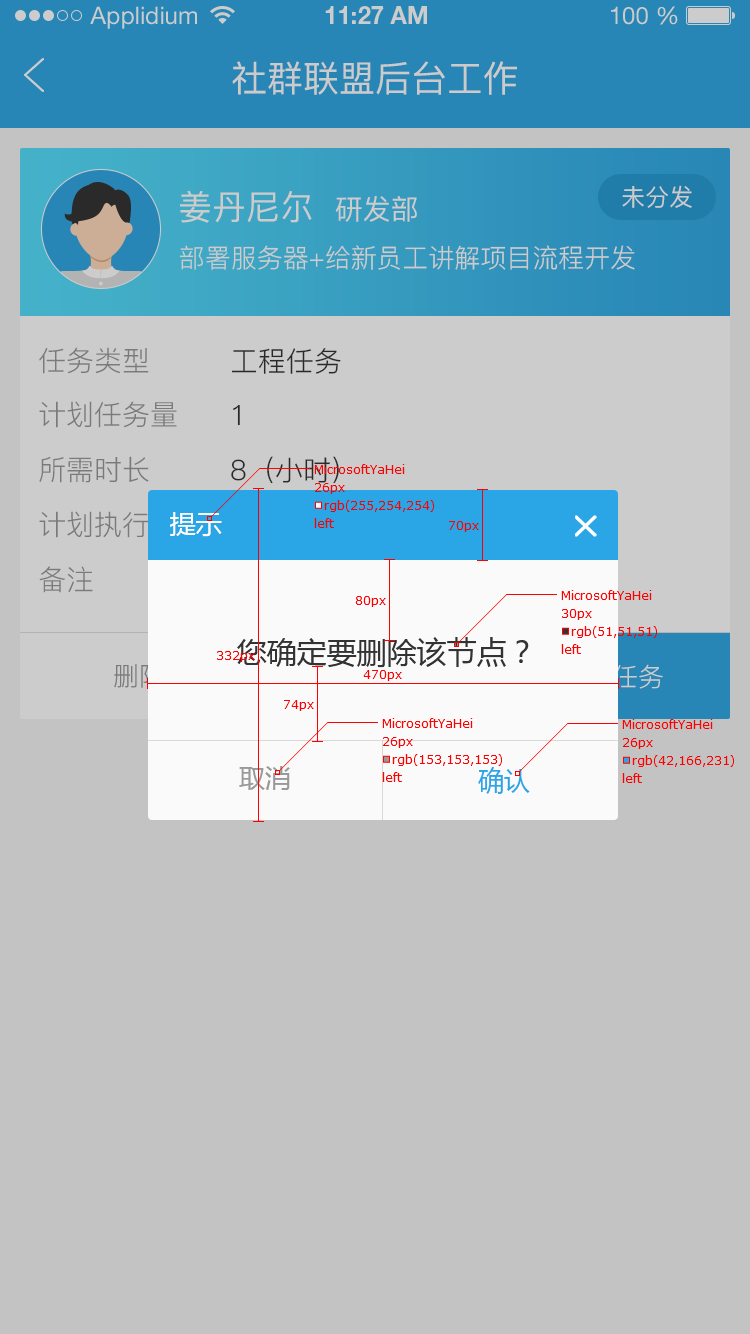 Applidium 11:27 AM 100 %
社群联盟后台工作
姜丹尼尔 研发部 未分发
部署服务器+给新员工讲解项目流程开发
任务类型 工程任务
计划任务量 1
所需时长 8（小时）
MicrosoftYaHei
26px
rgb(255,254,254)
left
计划执行
提示
70px
备注
80px
MicrosoftYaHei
30px
rgb(51,51,51)
left
332px
您确定要删除该节点？
470px
删 任务
74px
MicrosoftYaHei
26px
rgb(153,153,153)
left
MicrosoftYaHei
26px
rgb(42,166,231)
left
取消 确认